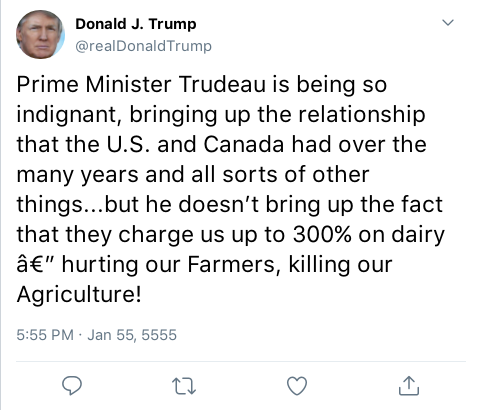 Donald J. Trump
@realDonaldTrump
Prime Minister Trudeau is being so
indignant, bringing up the relationship
that the U.S. and Canada had over the
many years and all sorts of other
things...but he doesn’t bring up the fact
that they charge us up to 300% on dairy
â€” hurting our Farmers, killing our
Agriculture!
5:55 PM · Jan 55, 5555